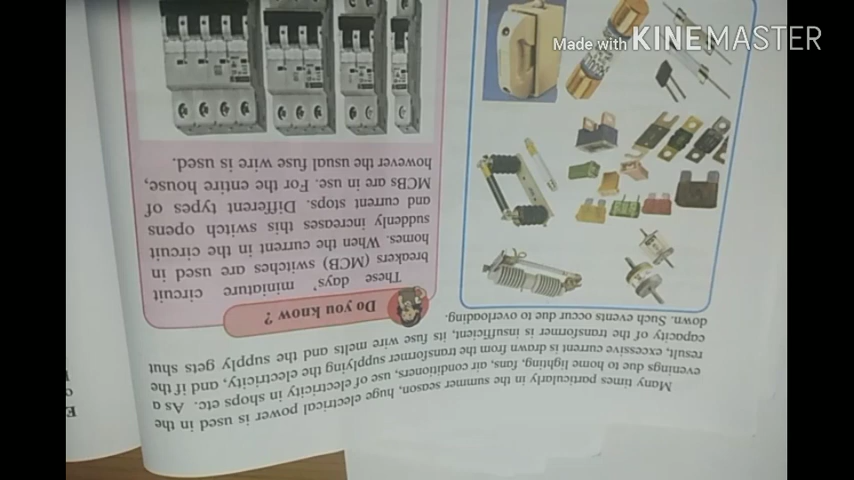 Made with KINEMASTER
Many times particularly in the summer season, huge electrical power is used in the
evenings due to home lighting, fans, air conditioners, use of electricity in shops etc. As a
result, excessive current is drawn from the transformer supplying the electricity, and if the
capacity of the transformer is insufficient, its fuse wire melts and the supply gets shut
down. Such events occur due to overloading.
Do you know ?
These days' miniature circuit
breakers (MCB) switches are used in
homes. When the current in the circuit
suddenly increases this switch opens
and current stops. Different types of
MCBs are in use. For the entire house,
however the usual fuse wire is used.